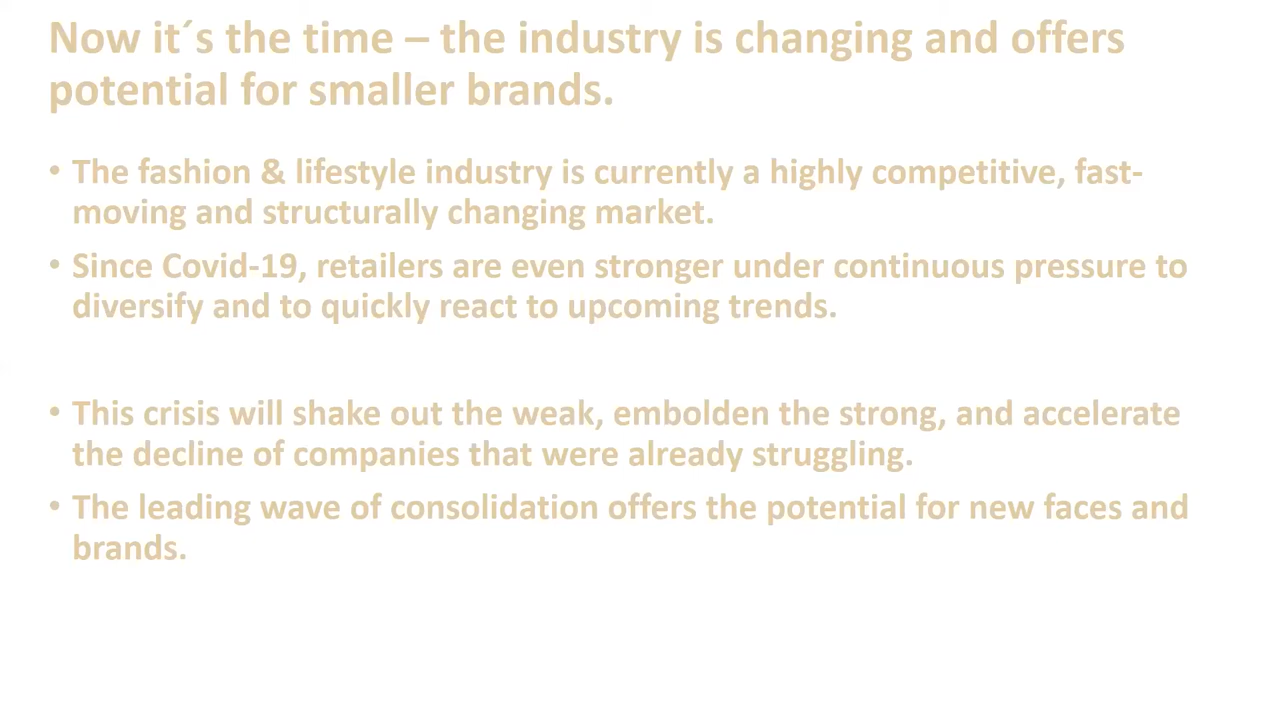 Now it´s the time – the industry is changing and offers
potential for smaller brands.
• The fashion & lifestyle industry is currently a highly competitive, fast-
moving and structurally changing market.
• Since Covid-19, retailers are even stronger under continuous pressure to
diversify and to quickly react to upcoming trends.
• This crisis will shake out the weak, embolden the strong, and accelerate
the decline of companies that were already struggling.
• The leading wave of consolidation offers the potential for new faces and
brands.